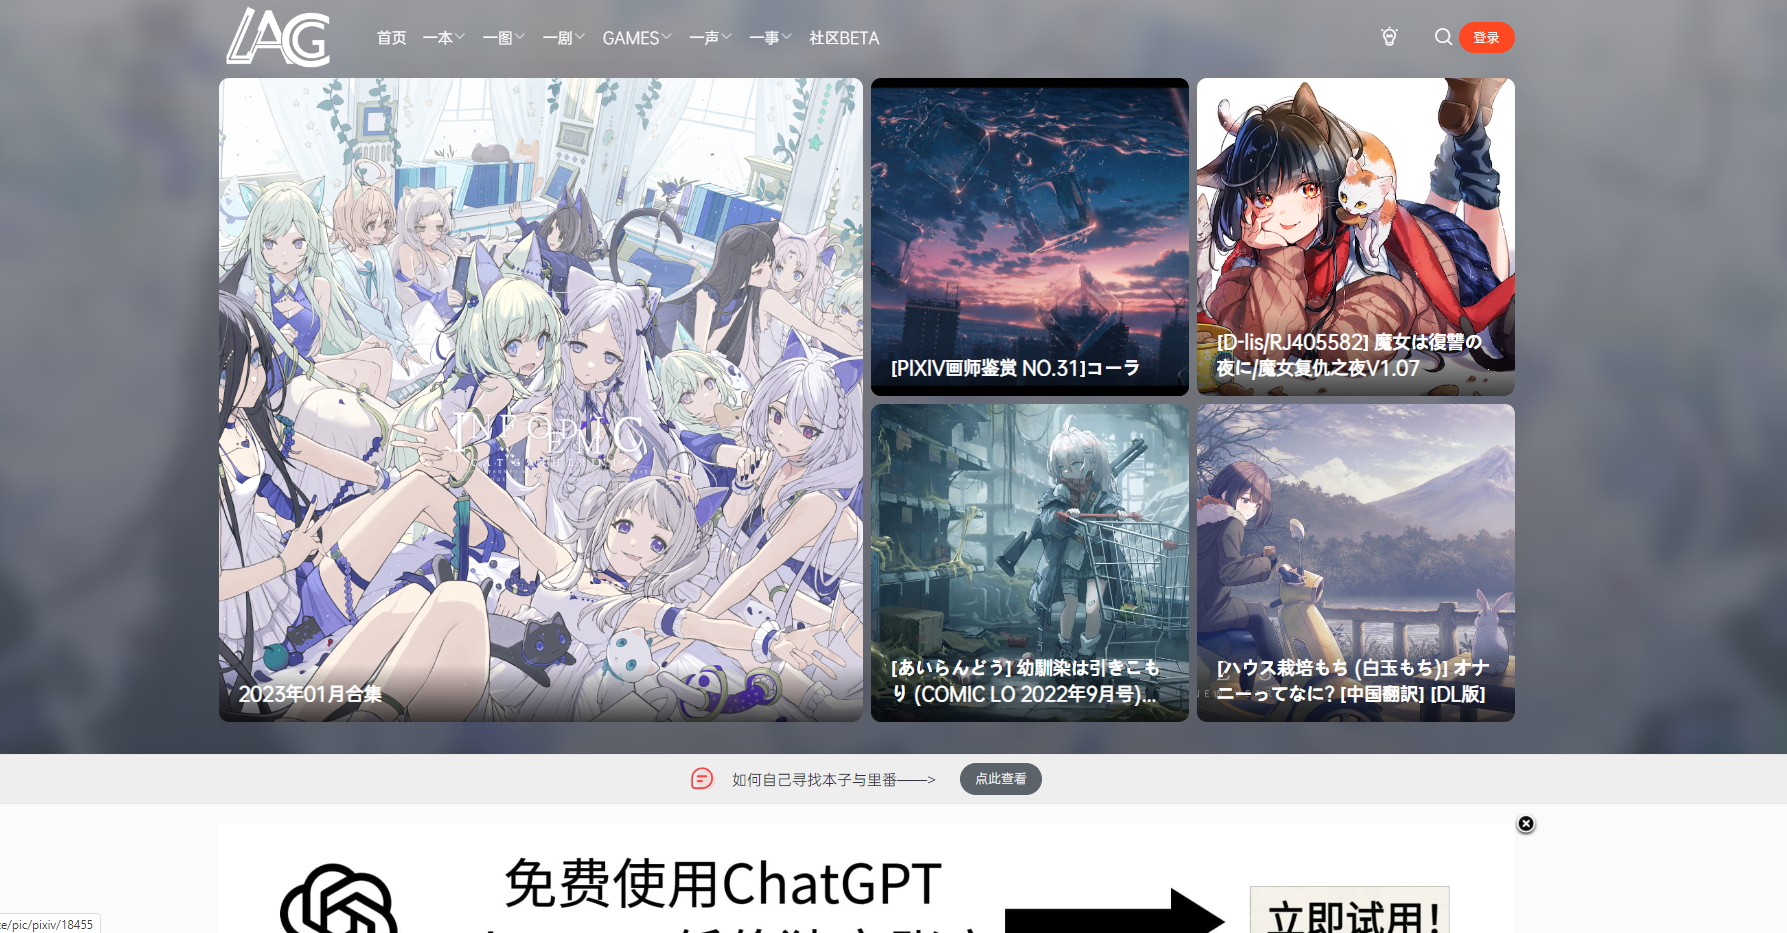 LAG
首页 一本 一图 一剧 GAMES 一声 一事 社区BETA
登录
INFOEDMIC
2023年01月合集
[PIXIV画师鉴赏 NO.31]コーラ
[D-lis/RJ405582] 魔女は復讐の
夜に/魔女复仇之夜V1.07
[あいらんどう] 幼馴染は引きこも
り (COMIC LO 2022年9月号)...
[ハウス栽培もち (白玉もち)] オナ
ニーってなに? [中国翻訳] [DL版]
如何自己寻找本子与里番——>
点此查看
免费使用ChatGPT
立即试用!
te/pic/pixiv/18455